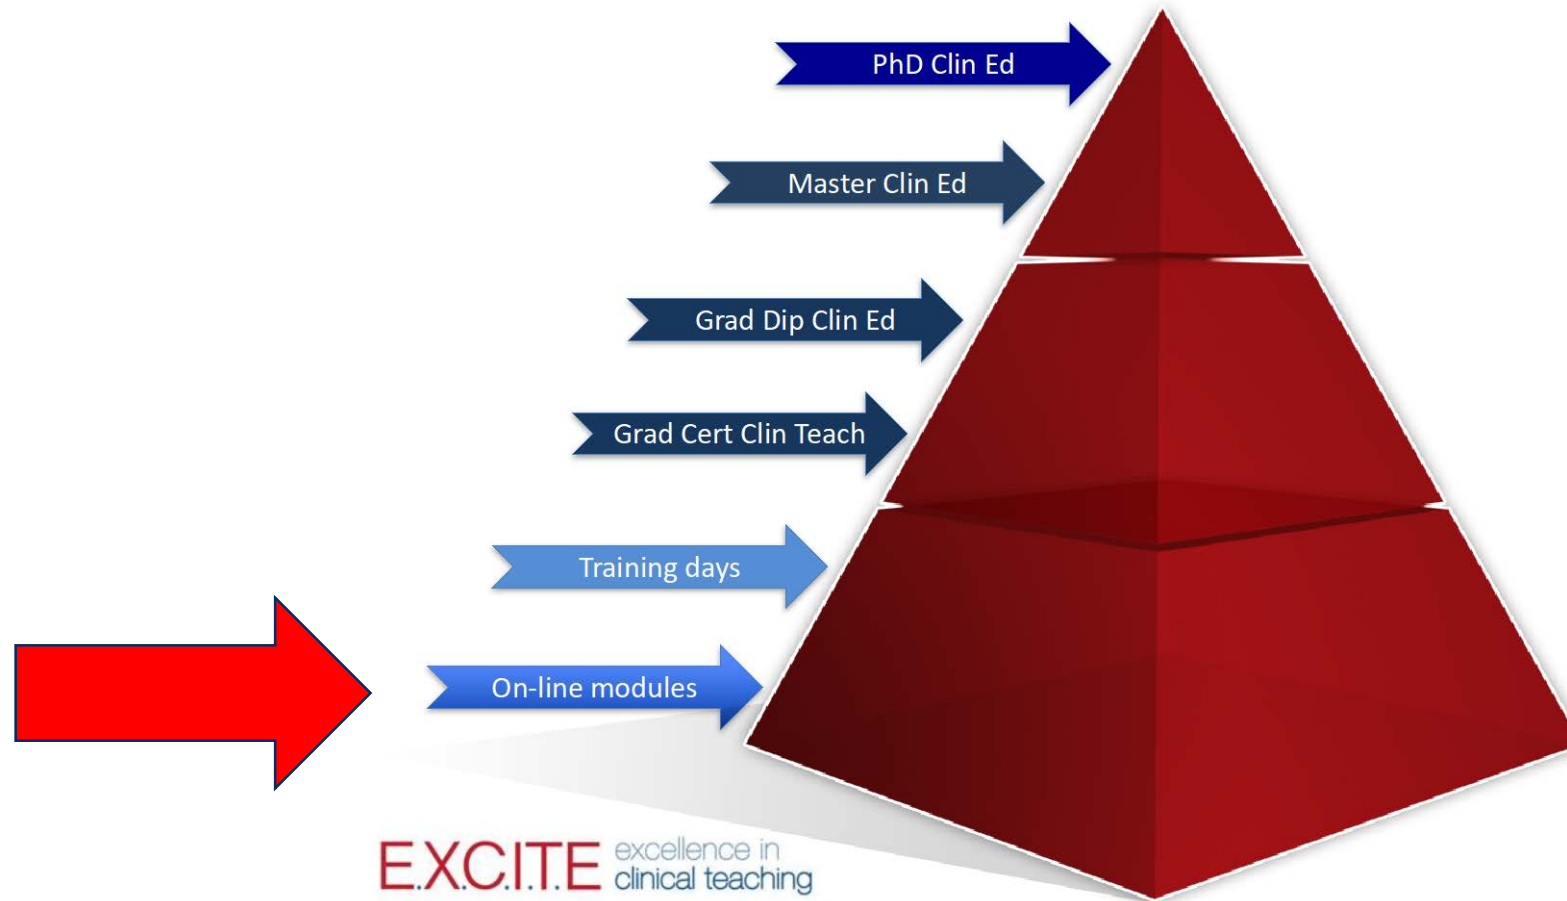 PhD Clin Ed
Master Clin Ed
Grad Dip Clin Ed
Grad Cert Clin Teach
Training days
On-line modules
E.X.C.I.T.E excellence in
clinical teaching